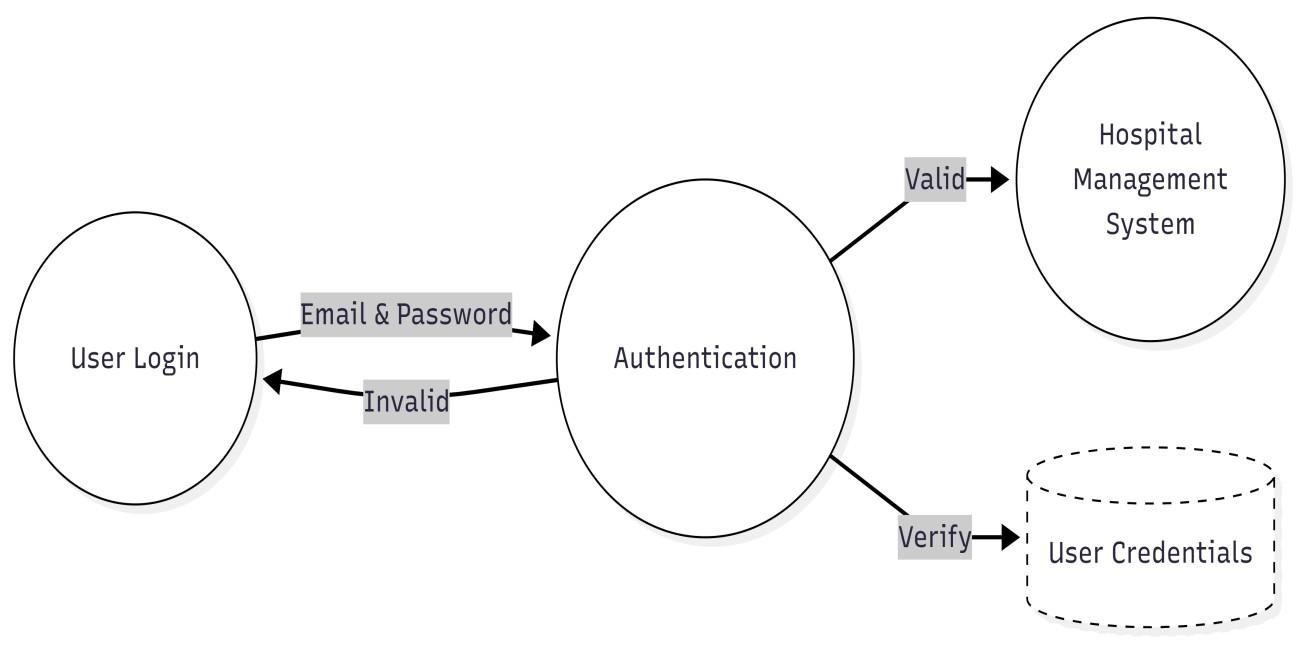 User Login
Email & Password
Invalid
Authentication
Valid
Hospital
Management
System
Verify
User Credentials